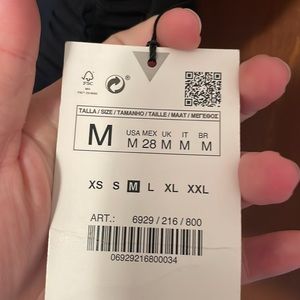 FSC
TALLA / SIZE / TAMANHO / TAILLE / MAAT / ΜΕΓΕΘΟΣ
M
USA MEX UK IT BR
M 28 M M M
XS S M L XL XXL
ART.: 6929 / 216 / 800
06929216800034